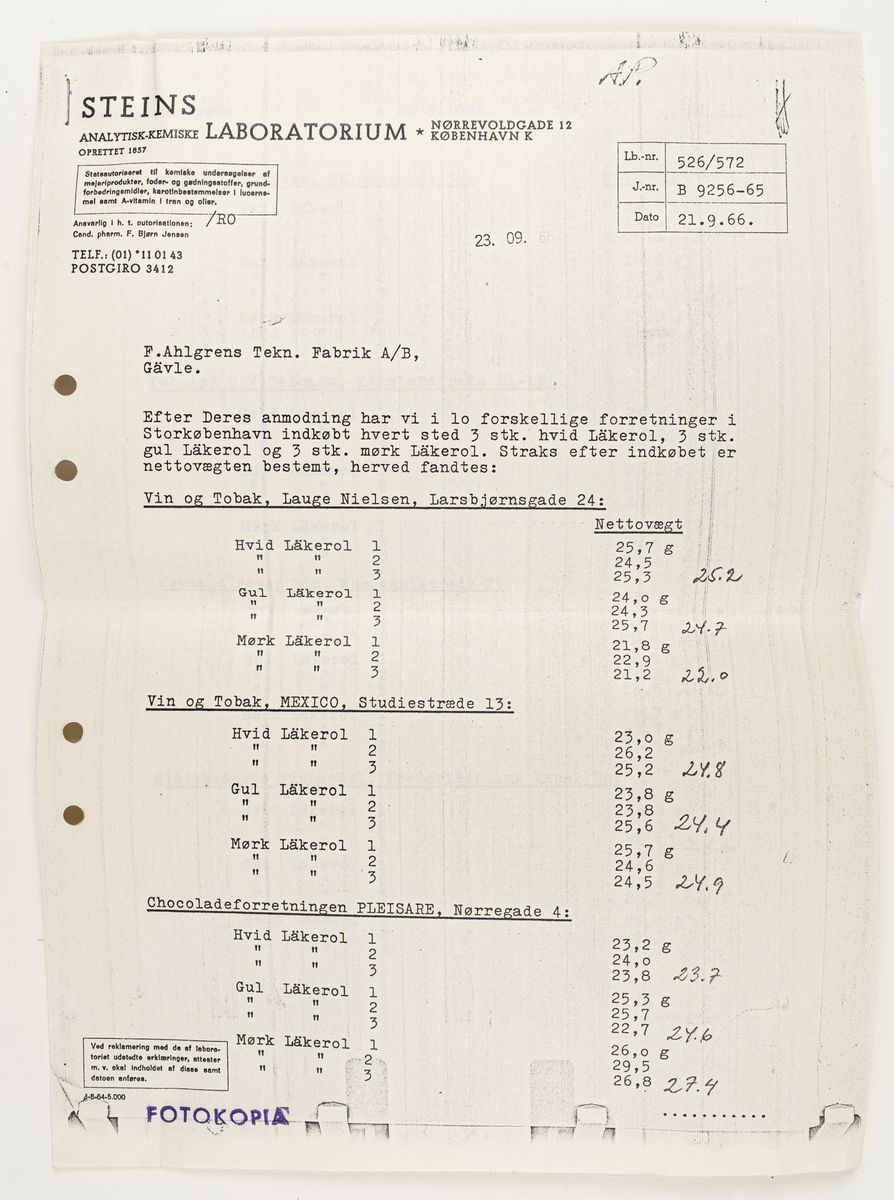 A.P.
STEINS
ANALYTISK-KEMISKE LABORATORIUM ★ NØRREVOLDGADE 12
KØBENHAVN K
OPRETTET 1857
Statsautoriseret til kemiske undersøgelser af
mejeriprodukter, foder- og gødningsstoffer, grund-
forbedringsmidler, karotinbestemmelser i lucerne-
mel samt A-vitamin i tran og olier.
Ansvarlig i h. t. autorisationen: /RO
Cand. pharm. F. Bjørn Jensen
TELF.: (01) *11 01 43
POSTGIRO 3412
Lb.-nr. 526/572
J.-nr. B 9256-65
Dato 21.9.66.
23. 09. 66
F.Ahlgrens Tekn. Fabrik A/B,
Gävle.
Efter Deres anmodning har vi i lo forskellige forretninger i
Storkøbenhavn indkøbt hvert sted 3 stk. hvid Läkerol, 3 stk.
gul Läkerol og 3 stk. mørk Läkerol. Straks efter indkøbet er
nettovægten bestemt, herved fandtes:
Vin og Tobak, Lauge Nielsen, Larsbjørnsgade 24:
Nettovægt
Hvid Läkerol 1 25,7 g
" " 2 24,5
" " 3 25,3 25.2
Gul Läkerol 1 24,o g
" " 2 24,3
" " 3 25,7 24.7
Mørk Läkerol 1 21,8 g
" " 2 22,9
" " 3 21,2 22.0
Vin og Tobak, MEXICO, Studiestræde 13:
Hvid Läkerol 1 23,o g
" " 2 26,2
" " 3 25,2 24.8
Gul Läkerol 1 23,8 g
" " 2 23,8
" " 3 25,6 24.4
Mørk Läkerol 1 25,7 g
" " 2 24,6
" " 3 24,5 24.9
Chocoladeforretningen PLEISARE, Nørregade 4:
Hvid Läkerol 1 23,2 g
" " 2 24,o
" " 3 23,8 23.7
Gul Läkerol 1 25,3 g
" " 2 25,7
" " 3 22,7 24.6
Mørk Läkerol 1 26,o g
" " 2 29,5
" " 3 26,8 27.4
Ved reklamering med de af labora-
toriet udstedte erklæringer, attester
m. v. skal indholdet af disse samt
datoen anføres.
4-8-64-5.000
FOTOKOPIA
...........